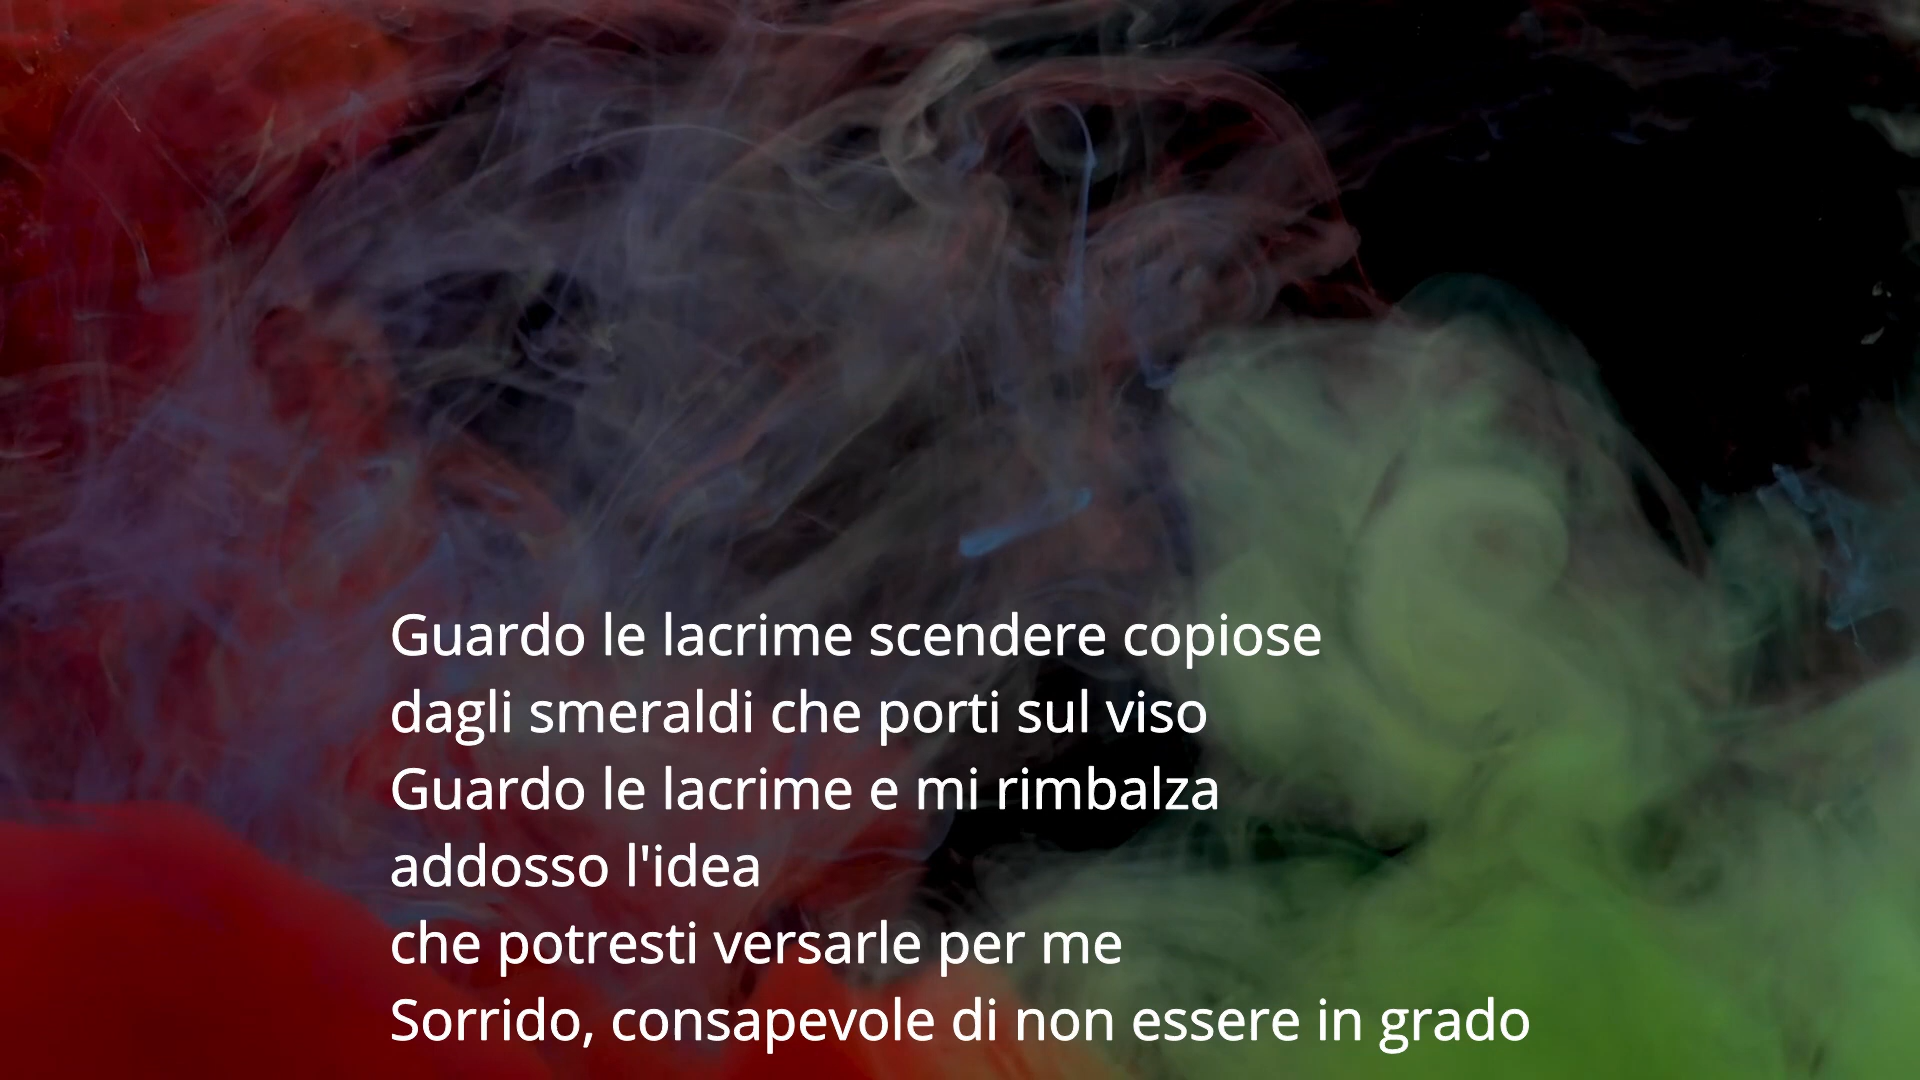 Guardo le lacrime scendere copiose
dagli smeraldi che porti sul viso
Guardo le lacrime e mi rimbalza
addosso l'idea
che potresti versarle per me
Sorrido, consapevole di non essere in grado